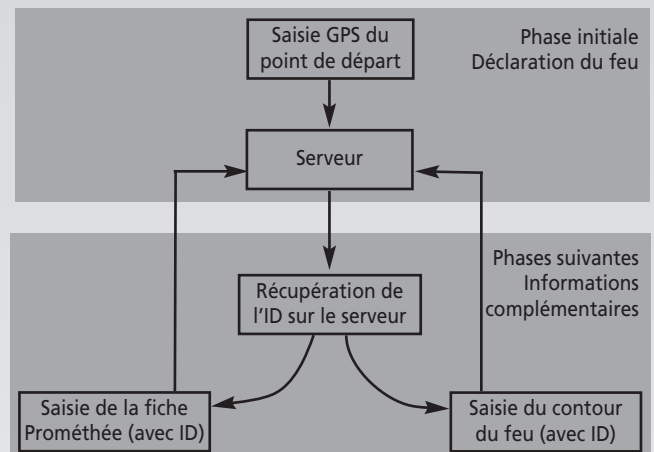 Saisie GPS du
point de départ
Phase initiale
Déclaration du feu
Serveur
Phases suivantes
Informations
complémentaires
Récupération de
l'ID sur le serveur
Saisie de la fiche
Prométhée (avec ID)
Saisie du contour
du feu (avec ID)